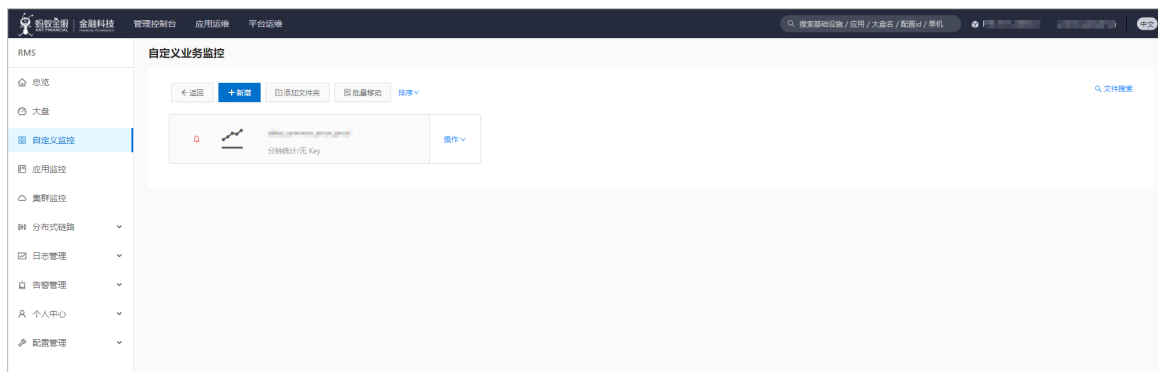 蚂蚁金服 金融科技 管理控制台 应用运维 平台运维 搜索基础设施 / 应用 / 大盘名 / 配置id / 单机 中文
ANT FINANCIAL
RMS
自定义业务监控
总览
返回 +新增 添加文件夹 批量移动 排序 文件搜索
大盘
自定义监控 操作
分钟统计/无 Key
应用监控
集群监控
分布式链路
日志管理
告警管理
个人中心
配置管理